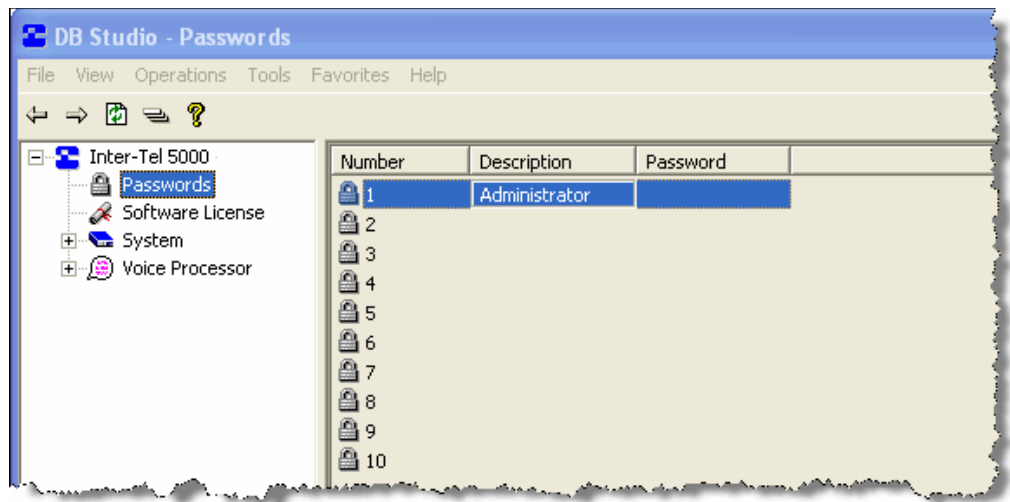 DB Studio - Passwords
File View Operations Tools Favorites Help
Inter-Tel 5000
Passwords
Software License
System
Voice Processor
Number Description Password
1 Administrator
2
3
4
5
6
7
8
9
10